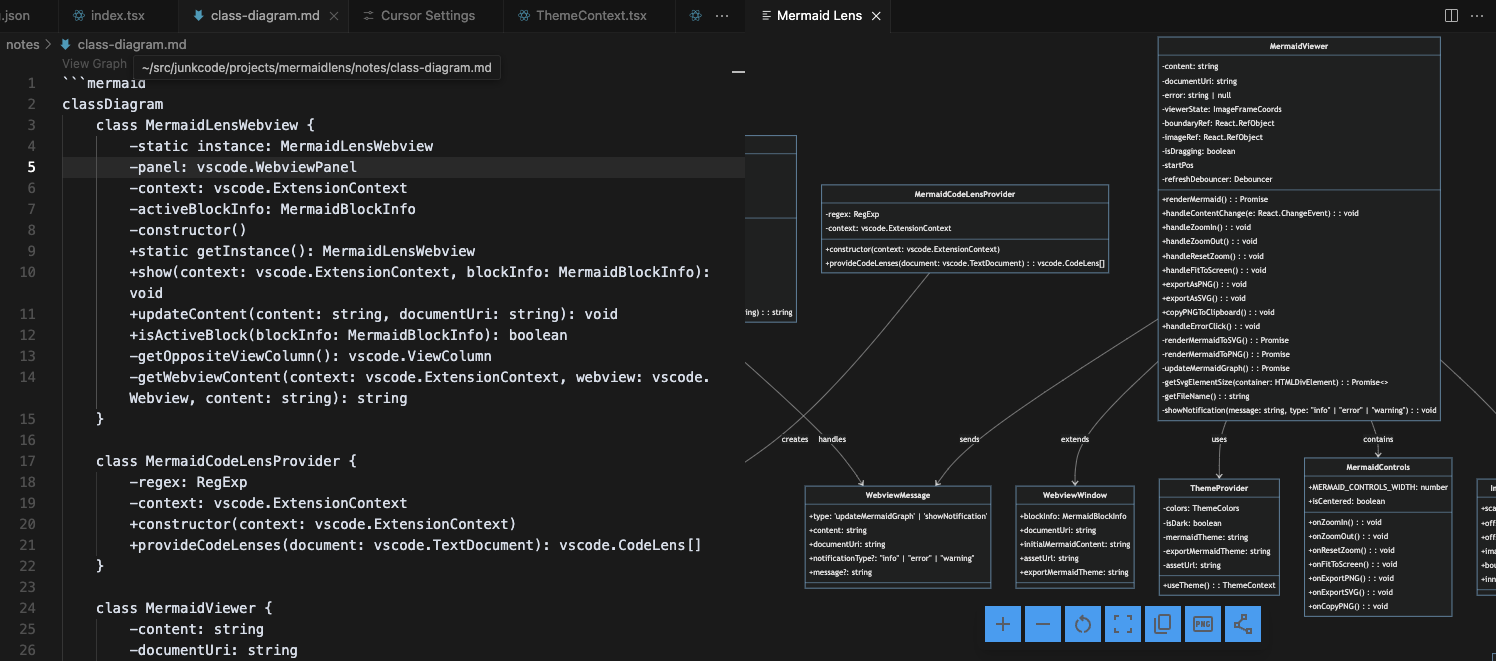 .json
index.tsx
class-diagram.md
Cursor Settings
ThemeContext.tsx
Mermaid Lens
notes
class-diagram.md
View Graph
~/src/junkcode/projects/mermaidlens/notes/class-diagram.md
1 ```mermaid
2 classDiagram
3 class MermaidLensWebview {
4 -static instance: MermaidLensWebview
5 -panel: vscode.WebviewPanel
6 -context: vscode.ExtensionContext
7 -activeBlockInfo: MermaidBlockInfo
8 -constructor()
9 +static getInstance(): MermaidLensWebview
10 +show(context: vscode.ExtensionContext, blockInfo: MermaidBlockInfo):
void
11 +updateContent(content: string, documentUri: string): void
12 +isActiveBlock(blockInfo: MermaidBlockInfo): boolean
13 -getOppositeViewColumn(): vscode.ViewColumn
14 -getWebviewContent(context: vscode.ExtensionContext, webview: vscode.
Webview, content: string): string
15 }
16
17 class MermaidCodeLensProvider {
18 -regex: RegExp
19 -context: vscode.ExtensionContext
20 +constructor(context: vscode.ExtensionContext)
21 +provideCodeLenses(document: vscode.TextDocument): vscode.CodeLens[]
22 }
23
24 class MermaidViewer {
25 -content: string
26 -documentUri: string
ing) : : string
MermaidCodeLensProvider
-regex: RegExp
-context: vscode.ExtensionContext
+constructor(context: vscode.ExtensionContext)
+provideCodeLenses(document: vscode.TextDocument) : : vscode.CodeLens[]
MermaidViewer
-content: string
-documentUri: string
-error: string | null
-viewerState: ImageFrameCoords
-boundaryRef: React.RefObject
-imageRef: React.RefObject
-isDragging: boolean
-startPos
-refreshDebouncer: Debouncer
+renderMermaid() : : Promise
+handleContentChange(e: React.ChangeEvent) : : void
+handleZoomIn() : : void
+handleZoomOut() : : void
+handleResetZoom() : : void
+handleFitToScreen() : : void
+exportAsPNG() : : void
+exportAsSVG() : : void
+copyPNGToClipboard() : : void
+handleErrorClick() : : void
-renderMermaidToSVG() : : Promise
-renderMermaidToPNG() : : Promise
-updateMermaidGraph() : : Promise
-getSvgElementSize(container: HTMLDivElement) : : Promise<>
-getFileName() : : string
-showNotification(message: string, type: "info" | "error" | "warning") : : void
creates
handles
sends
extends
uses
contains
WebviewMessage
+type: 'updateMermaidGraph' | 'showNotification'
+content: string
+documentUri: string
+notificationType?: "info" | "error" | "warning"
+message?: string
WebviewWindow
+blockInfo: MermaidBlockInfo
+documentUri: string
+initialMermaidContent: string
+assetUrl: string
+exportMermaidTheme: string
ThemeProvider
-colors: ThemeColors
-isDark: boolean
-mermaidTheme: string
-exportMermaidTheme: string
-assetUrl: string
+useTheme() : : ThemeContext
MermaidControls
+MERMAID_CONTROLS_WIDTH: number
+isCentered: boolean
+onZoomIn() : : void
+onZoomOut() : : void
+onResetZoom() : : void
+onFitToScreen() : : void
+onExportPNG() : : void
+onExportSVG() : : void
+onCopyPNG() : : void
+sca
+off
+off
+ima
+bou
+inn
PNG